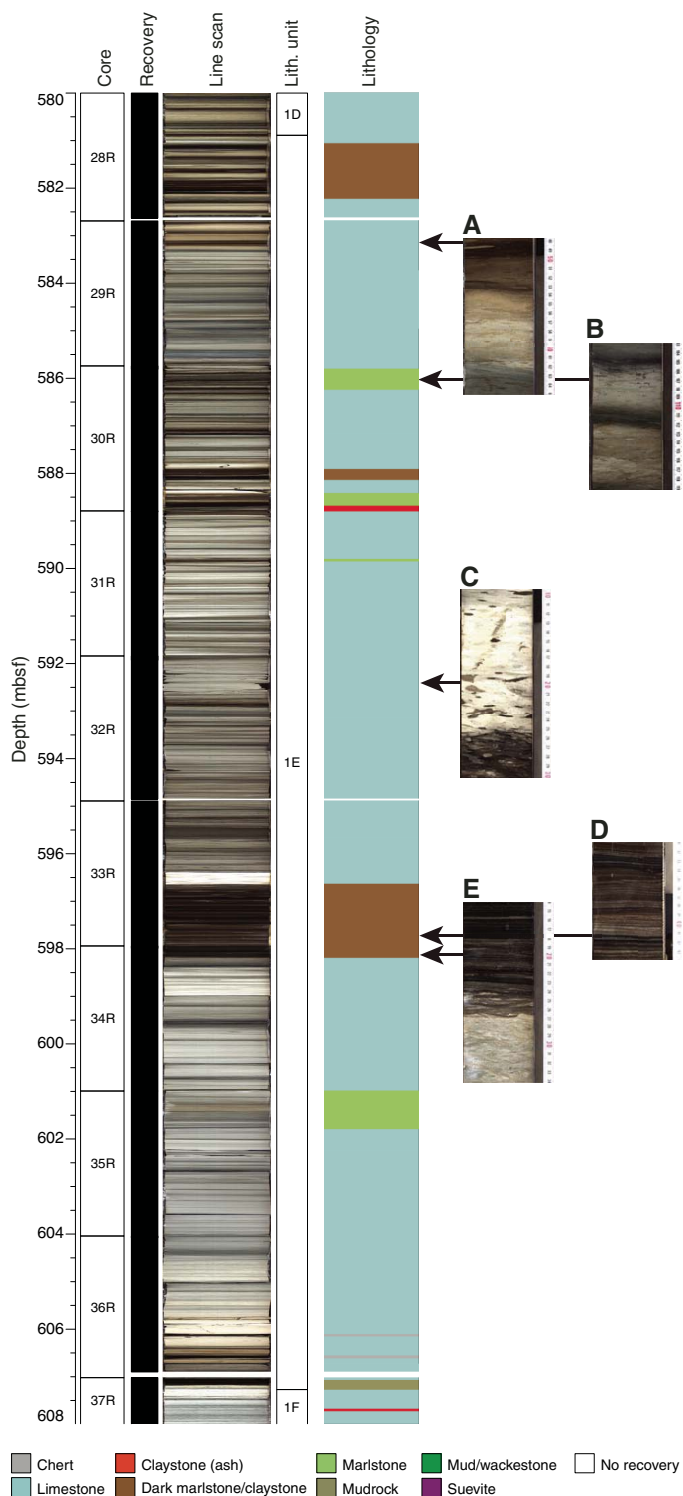 Core
Recovery
Line scan
Lith. unit
Lithology
Depth (mbsf)
580
582
584
586
588
590
592
594
596
598
600
602
604
606
608
28R
29R
30R
31R
32R
33R
34R
35R
36R
37R
1D
1E
1F
A
B
C
D
E
Chert
Claystone (ash)
Marlstone
Mud/wackestone
No recovery
Limestone
Dark marlstone/claystone
Mudrock
Suevite